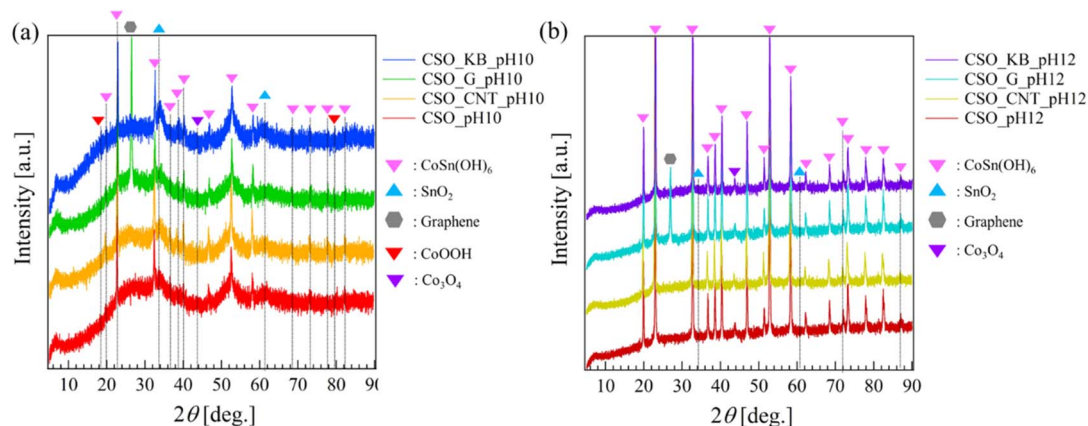 (a)
CSO_KB_pH10
CSO_G_pH10
CSO_CNT_pH10
CSO_pH10
: CoSn(OH)6
: SnO2
: Graphene
: CoOOH
: Co3O4
Intensity [a.u.]
10 20 30 40 50 60 70 80 90
2θ [deg.]
(b)
CSO_KB_pH12
CSO_G_pH12
CSO_CNT_pH12
CSO_pH12
: CoSn(OH)6
: SnO2
: Graphene
: Co3O4
Intensity [a.u.]
10 20 30 40 50 60 70 80 90
2θ [deg.]